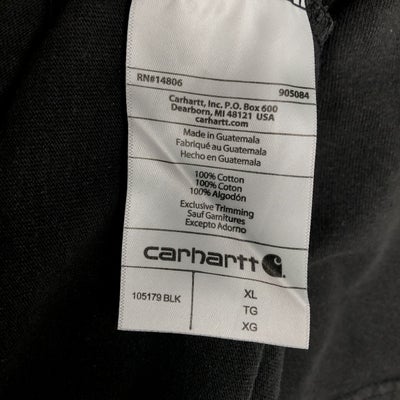 RN#14806 905084
Carhartt, Inc. P.O. Box 600
Dearborn, MI 48121 USA
carhartt.com
Made in Guatemala
Fabriqué au Guatemala
Hecho en Guatemala
100% Cotton
100% Coton
100% Algodón
Exclusive Trimming
Sauf Garnitures
Excepto Adorno
carhartt
105179 BLK XL
TG
XG